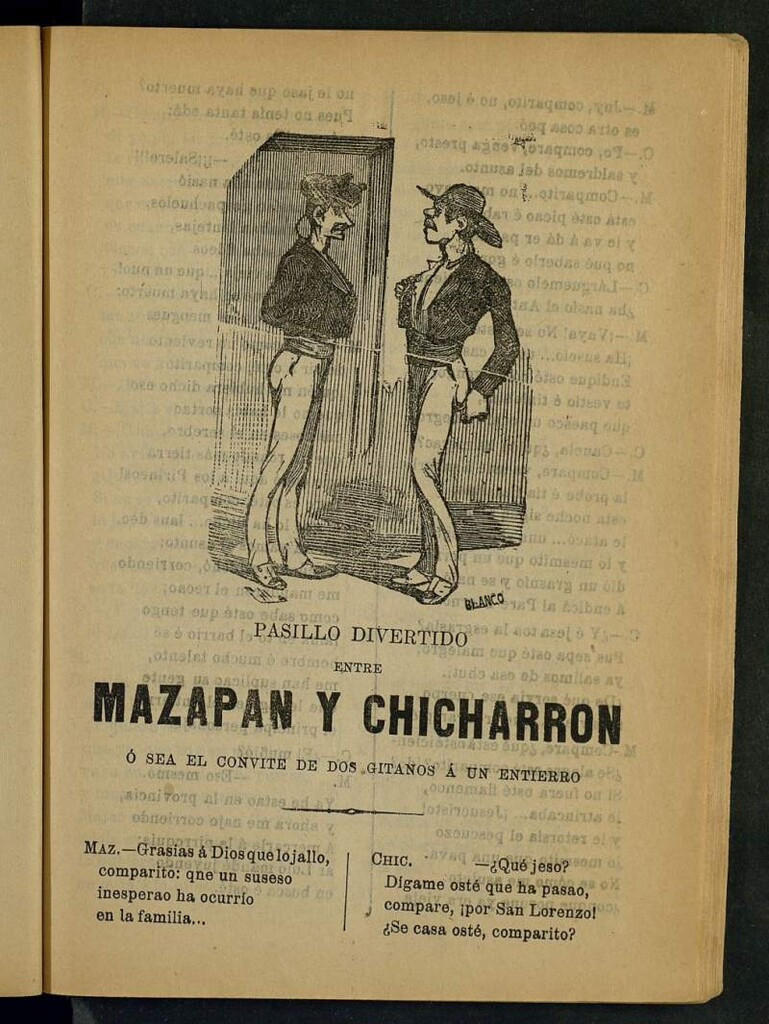 BLANCO
PASILLO DIVERTIDO
ENTRE
MAZAPAN Y CHICHARRON
Ó SEA EL CONVITE DE DOS GITANOS Á UN ENTIERRO
MAZ.—Grasias á Dios que lo jallo,
comparito: qne un suseso
inesperao ha ocurrío
en la familia...
CHIC. —¿Qué jeso?
Dígame osté que ha pasao,
compare, ¡por San Lorenzo!
¿Se casa osté, comparito?